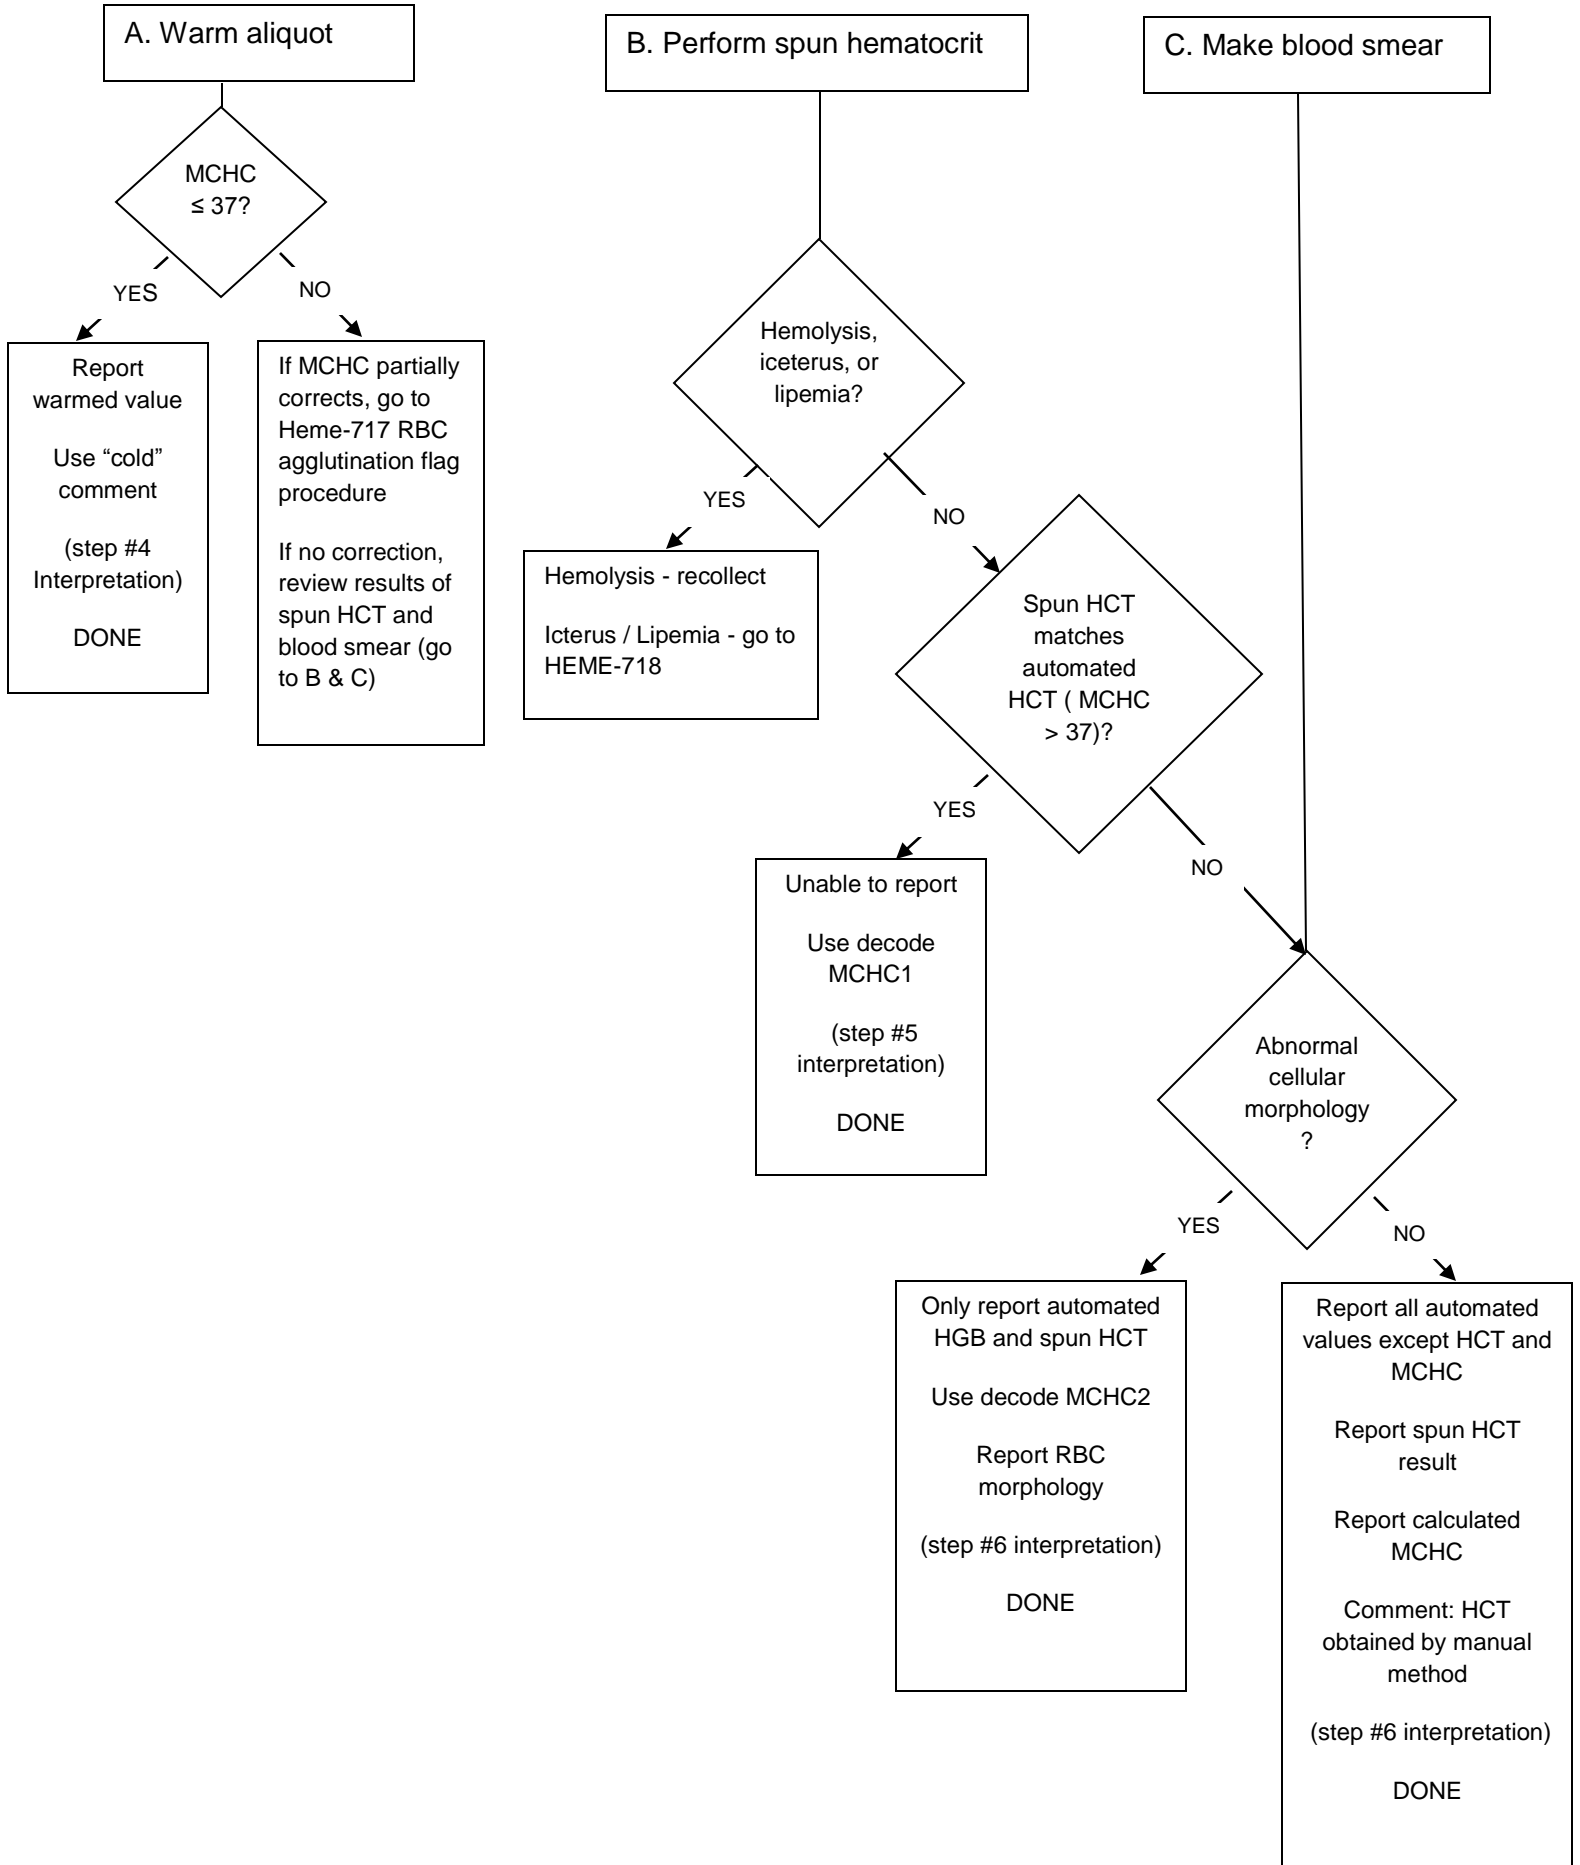 A. Warm aliquot
MCHC
≤ 37?
YES
NO
Report
warmed value
Use “cold”
comment
(step #4
Interpretation)
DONE
If MCHC partially
corrects, go to
Heme-717 RBC
agglutination flag
procedure
If no correction,
review results of
spun HCT and
blood smear (go
to B & C)
B. Perform spun hematocrit
Hemolysis,
iceterus, or
lipemia?
YES
NO
Hemolysis - recollect
Icterus / Lipemia - go to
HEME-718
Spun HCT
matches
automated
HCT ( MCHC
> 37)?
YES
NO
Unable to report
Use decode
MCHC1
(step #5
interpretation)
DONE
C. Make blood smear
Abnormal
cellular
morphology
?
YES
NO
Only report automated
HGB and spun HCT
Use decode MCHC2
Report RBC
morphology
(step #6 interpretation)
DONE
Report all automated
values except HCT and
MCHC
Report spun HCT
result
Report calculated
MCHC
Comment: HCT
obtained by manual
method
(step #6 interpretation)
DONE